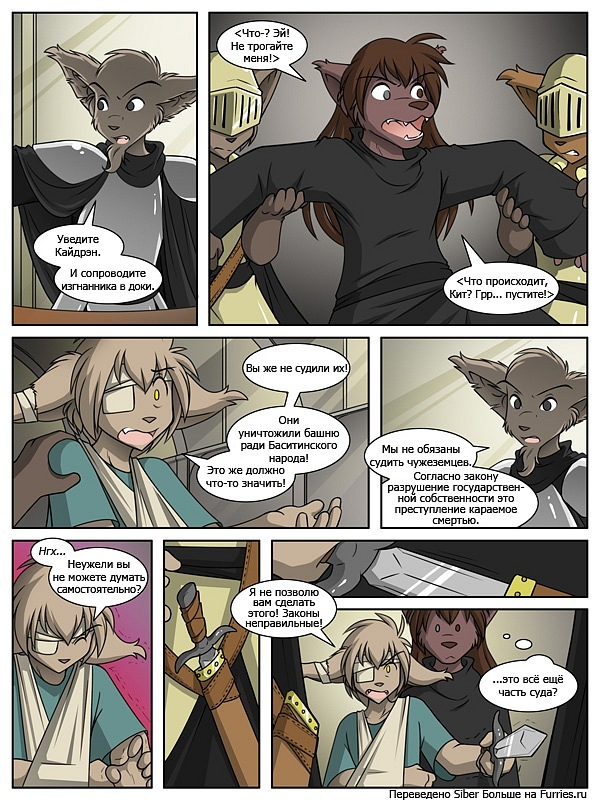 Уведите
Кайдрэн.
И сопроводите
изгнанника в доки.
<Что-? Эй!
Не трогайте
меня!>
<Что происходит,
Кит? Грр... пустите!>
Вы же не судили их!
Они
уничтожили башню
ради Баситинского
народа!
Это же должно
что-то значить!
Мы не обязаны
судить чужеземцев.
Согласно закону
разрушение государствен-
ной собственности это
преступление караемое
смертью.
Нгх...
Неужели вы
не можете думать
самостоятельно?
Я не позволю
вам сделать
этого! Законы
неправильные!
...это всё ещё
часть суда?
Переведено Siber Больше на Furries.ru